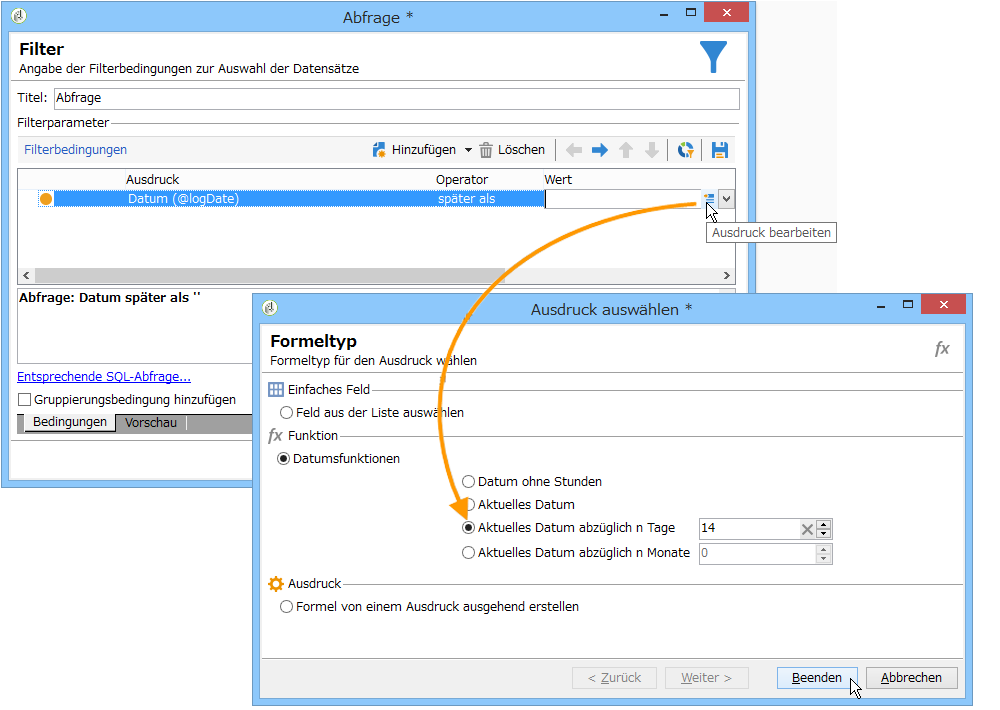 Abfrage *
Filter
Angabe der Filterbedingungen zur Auswahl der Datensätze
Titel: Abfrage
Filterparameter
Filterbedingungen Hinzufügen Löschen
Ausdruck Operator Wert
Datum (@logDate) später als
Ausdruck bearbeiten
Abfrage: Datum später als ''
Entsprechende SQL-Abfrage...
Gruppierungsbedingung hinzufügen
Bedingungen Vorschau
Ausdruck auswählen *
Formeltyp
Formeltyp für den Ausdruck wählen
fx
Einfaches Feld
Feld aus der Liste auswählen
fx Funktion
Datumsfunktionen
Datum ohne Stunden
Aktuelles Datum
Aktuelles Datum abzüglich n Tage 14
Aktuelles Datum abzüglich n Monate 0
Ausdruck
Formel von einem Ausdruck ausgehend erstellen
< Zurück Weiter > Beenden Abbrechen